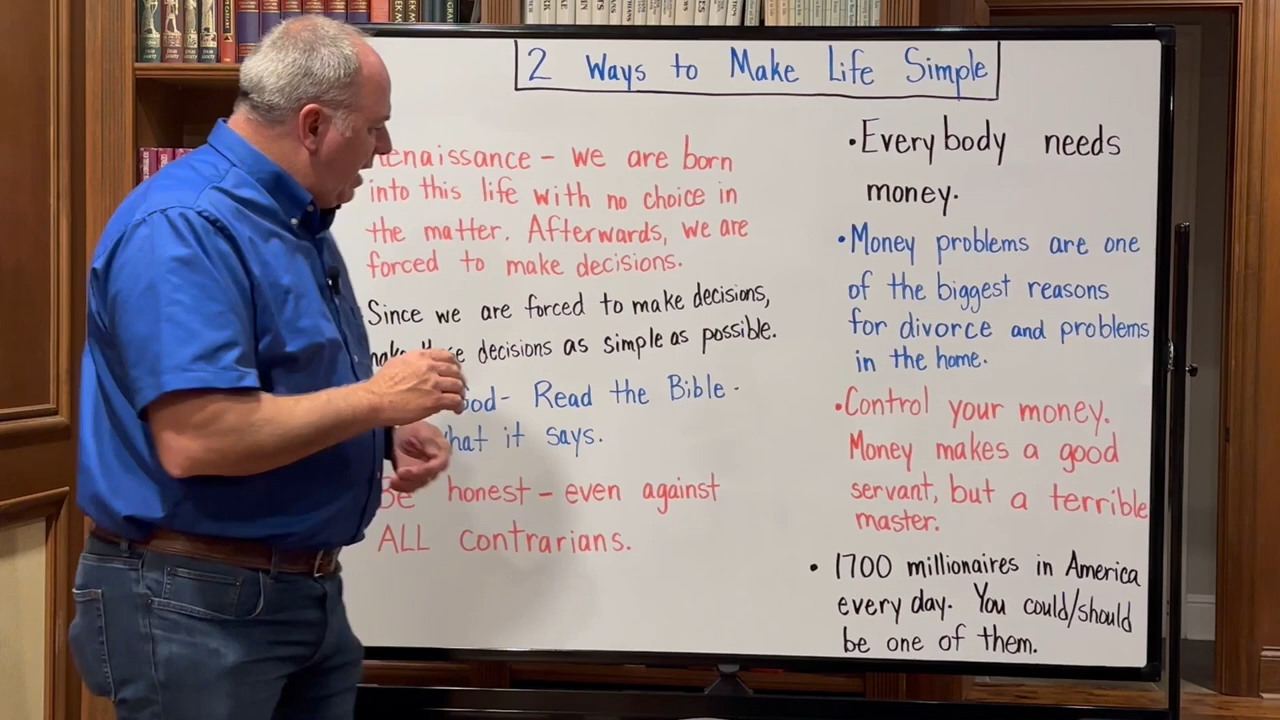 2 Ways to Make Life Simple
enaissance - we are born
into this life with no choice in
the matter. Afterwards, we are
forced to make decisions.
Since we are forced to make decisions,
decisions as simple as possible.
Read the Bible -
it says.
Be honest - even against
ALL contrarians.
•Everybody needs
money.
•Money problems are one
of the biggest reasons
for divorce and problems
in the home.
•Control your money.
Money makes a good
servant, but a terrible
master.
• 1700 millionaires in America
every day. You could/should
be one of them.